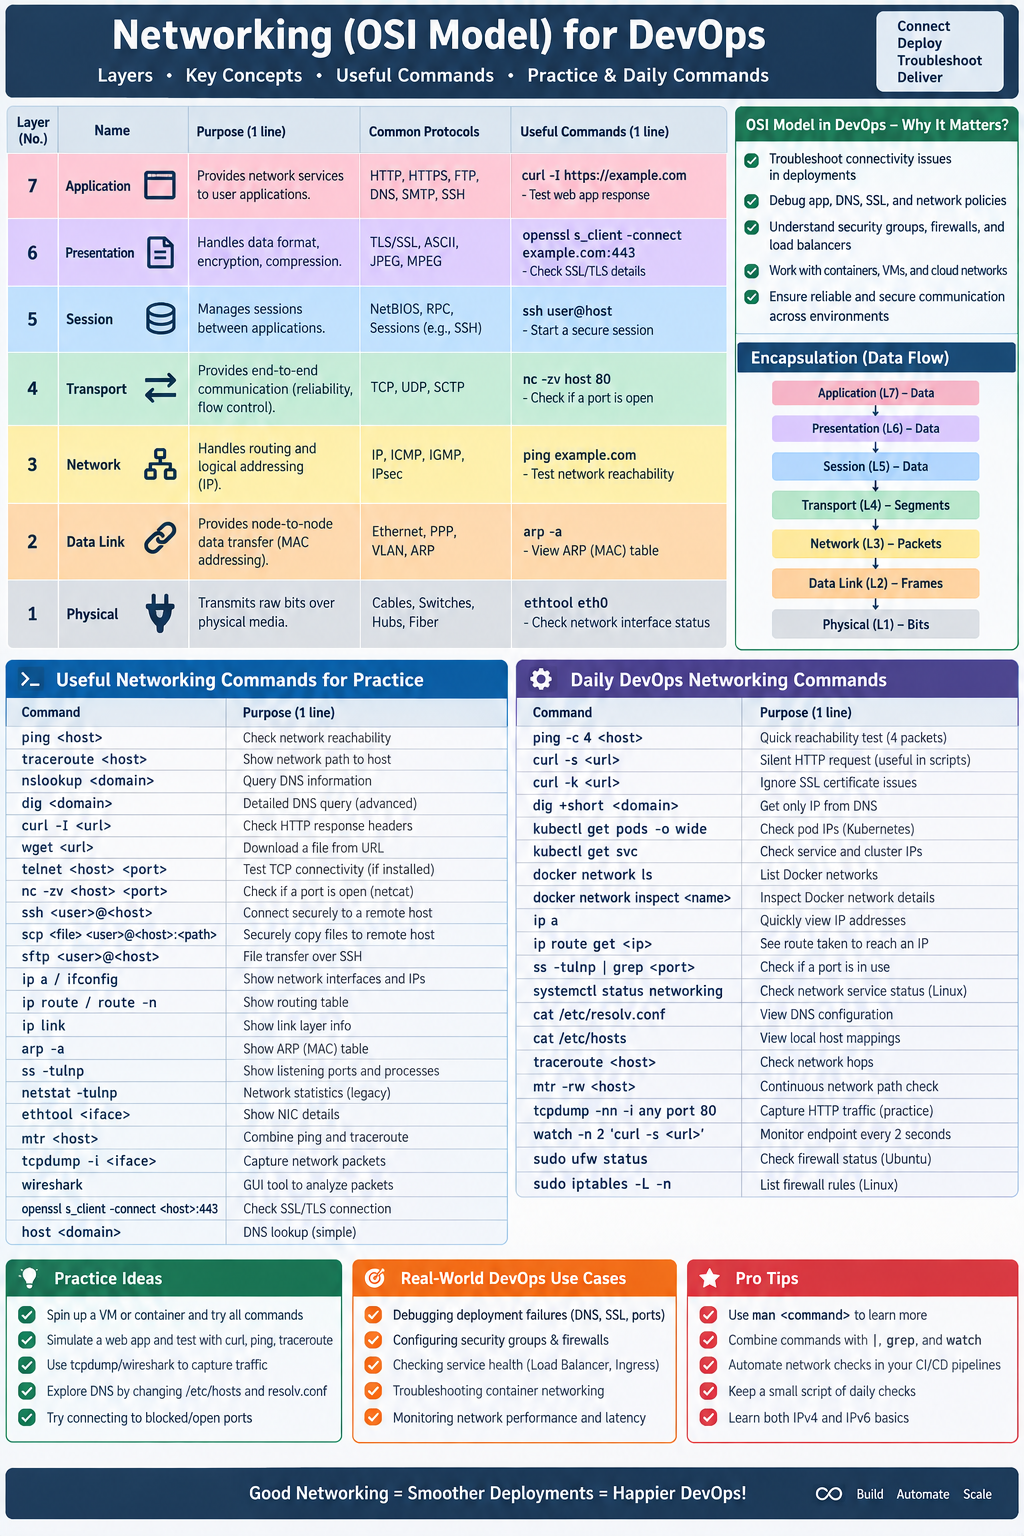 Networking (OSI Model) for DevOps
Layers • Key Concepts • Useful Commands • Practice & Daily Commands
Connect
Deploy
Troubleshoot
Deliver
Layer (No.) Name Purpose (1 line) Common Protocols Useful Commands (1 line)
7 Application
Provides network services
to user applications.
HTTP, HTTPS, FTP,
DNS, SMTP, SSH
curl -I https://example.com
- Test web app response
6 Presentation
Handles data format,
encryption, compression.
TLS/SSL, ASCII,
JPEG, MPEG
openssl s_client -connect
example.com:443
- Check SSL/TLS details
5 Session
Manages sessions
between applications.
NetBIOS, RPC,
Sessions (e.g., SSH)
ssh user@host
- Start a secure session
4 Transport
Provides end-to-end
communication (reliability,
flow control).
TCP, UDP, SCTP
nc -zv host 80
- Check if a port is open
3 Network
Handles routing and
logical addressing
(IP).
IP, ICMP, IGMP,
IPsec
ping example.com
- Test network reachability
2 Data Link
Provides node-to-node
data transfer (MAC
addressing).
Ethernet, PPP,
VLAN, ARP
arp -a
- View ARP (MAC) table
1 Physical
Transmits raw bits over
physical media.
Cables, Switches,
Hubs, Fiber
ethtool eth0
- Check network interface status
OSI Model in DevOps – Why It Matters?
Troubleshoot connectivity issues
in deployments
Debug app, DNS, SSL, and network policies
Understand security groups, firewalls, and
load balancers
Work with containers, VMs, and cloud networks
Ensure reliable and secure communication
across environments
Encapsulation (Data Flow)
Application (L7) – Data
Presentation (L6) – Data
Session (L5) – Data
Transport (L4) – Segments
Network (L3) – Packets
Data Link (L2) – Frames
Physical (L1) – Bits
Useful Networking Commands for Practice
Command Purpose (1 line)
ping <host> Check network reachability
traceroute <host> Show network path to host
nslookup <domain> Query DNS information
dig <domain> Detailed DNS query (advanced)
curl -I <url> Check HTTP response headers
wget <url> Download a file from URL
telnet <host> <port> Test TCP connectivity (if installed)
nc -zv <host> <port> Check if a port is open (netcat)
ssh <user>@<host> Connect securely to a remote host
scp <file> <user>@<host>:<path> Securely copy files to remote host
sftp <user>@<host> File transfer over SSH
ip a / ifconfig Show network interfaces and IPs
ip route / route -n Show routing table
ip link Show link layer info
arp -a Show ARP (MAC) table
ss -tulnp Show listening ports and processes
netstat -tulnp Network statistics (legacy)
ethtool <iface> Show NIC details
mtr <host> Combine ping and traceroute
tcpdump -i <iface> Capture network packets
wireshark GUI tool to analyze packets
openssl s_client -connect <host>:443 Check SSL/TLS connection
host <domain> DNS lookup (simple)
Daily DevOps Networking Commands
Command Purpose (1 line)
ping -c 4 <host> Quick reachability test (4 packets)
curl -s <url> Silent HTTP request (useful in scripts)
curl -k <url> Ignore SSL certificate issues
dig +short <domain> Get only IP from DNS
kubectl get pods -o wide Check pod IPs (Kubernetes)
kubectl get svc Check service and cluster IPs
docker network ls List Docker networks
docker network inspect <name> Inspect Docker network details
ip a Quickly view IP addresses
ip route get <ip> See route taken to reach an IP
ss -tulnp | grep <port> Check if a port is in use
systemctl status networking Check network service status (Linux)
cat /etc/resolv.conf View DNS configuration
cat /etc/hosts View local host mappings
traceroute <host> Check network hops
mtr -rw <host> Continuous network path check
tcpdump -nn -i any port 80 Capture HTTP traffic (practice)
watch -n 2 'curl -s <url>' Monitor endpoint every 2 seconds
sudo ufw status Check firewall status (Ubuntu)
sudo iptables -L -n List firewall rules (Linux)
Practice Ideas
Spin up a VM or container and try all commands
Simulate a web app and test with curl, ping, traceroute
Use tcpdump/wireshark to capture traffic
Explore DNS by changing /etc/hosts and resolv.conf
Try connecting to blocked/open ports
Real-World DevOps Use Cases
Debugging deployment failures (DNS, SSL, ports)
Configuring security groups & firewalls
Checking service health (Load Balancer, Ingress)
Troubleshooting container networking
Monitoring network performance and latency
Pro Tips
Use man <command> to learn more
Combine commands with |, grep, and watch
Automate network checks in your CI/CD pipelines
Keep a small script of daily checks
Learn both IPv4 and IPv6 basics
Good Networking = Smoother Deployments = Happier DevOps!
Build Automate Scale